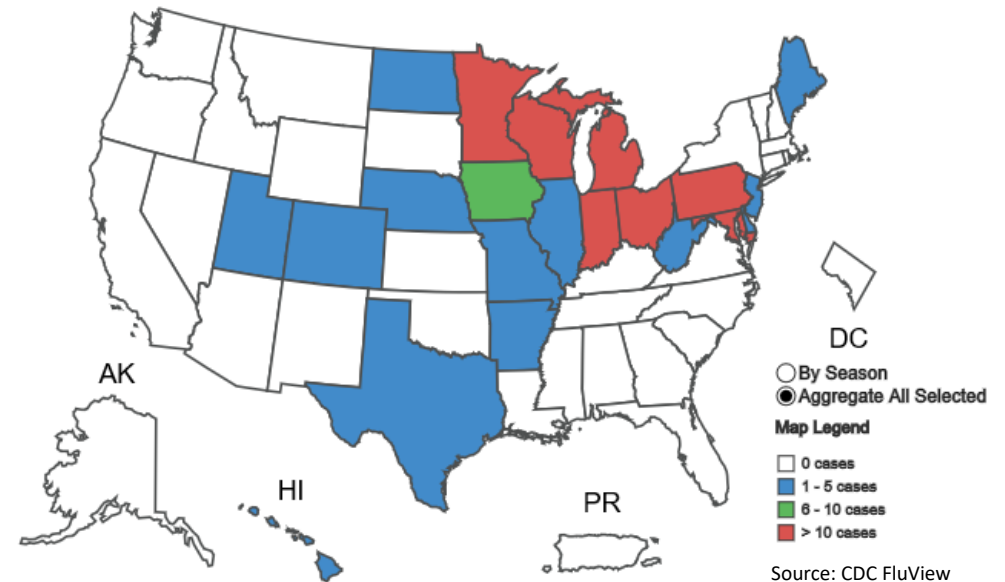 AK
HI
PR
DC
By Season
Aggregate All Selected
Map Legend
0 cases
1 - 5 cases
6 - 10 cases
> 10 cases
Source: CDC FluView